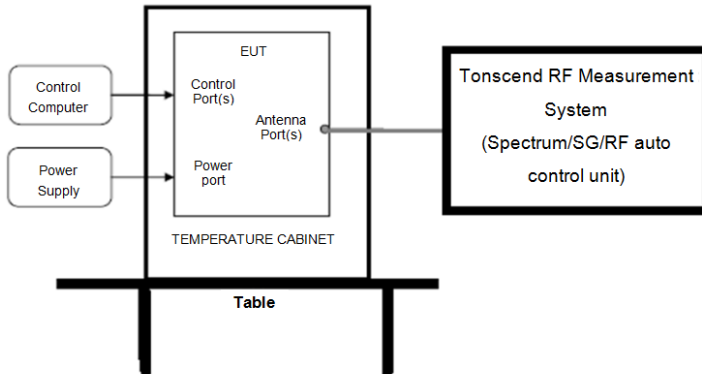 Control
Computer
Power
Supply
EUT
Control
Port(s)
Antenna
Port(s)
Power
port
TEMPERATURE CABINET
Table
Tonscend RF Measurement
System
(Spectrum/SG/RF auto
control unit)